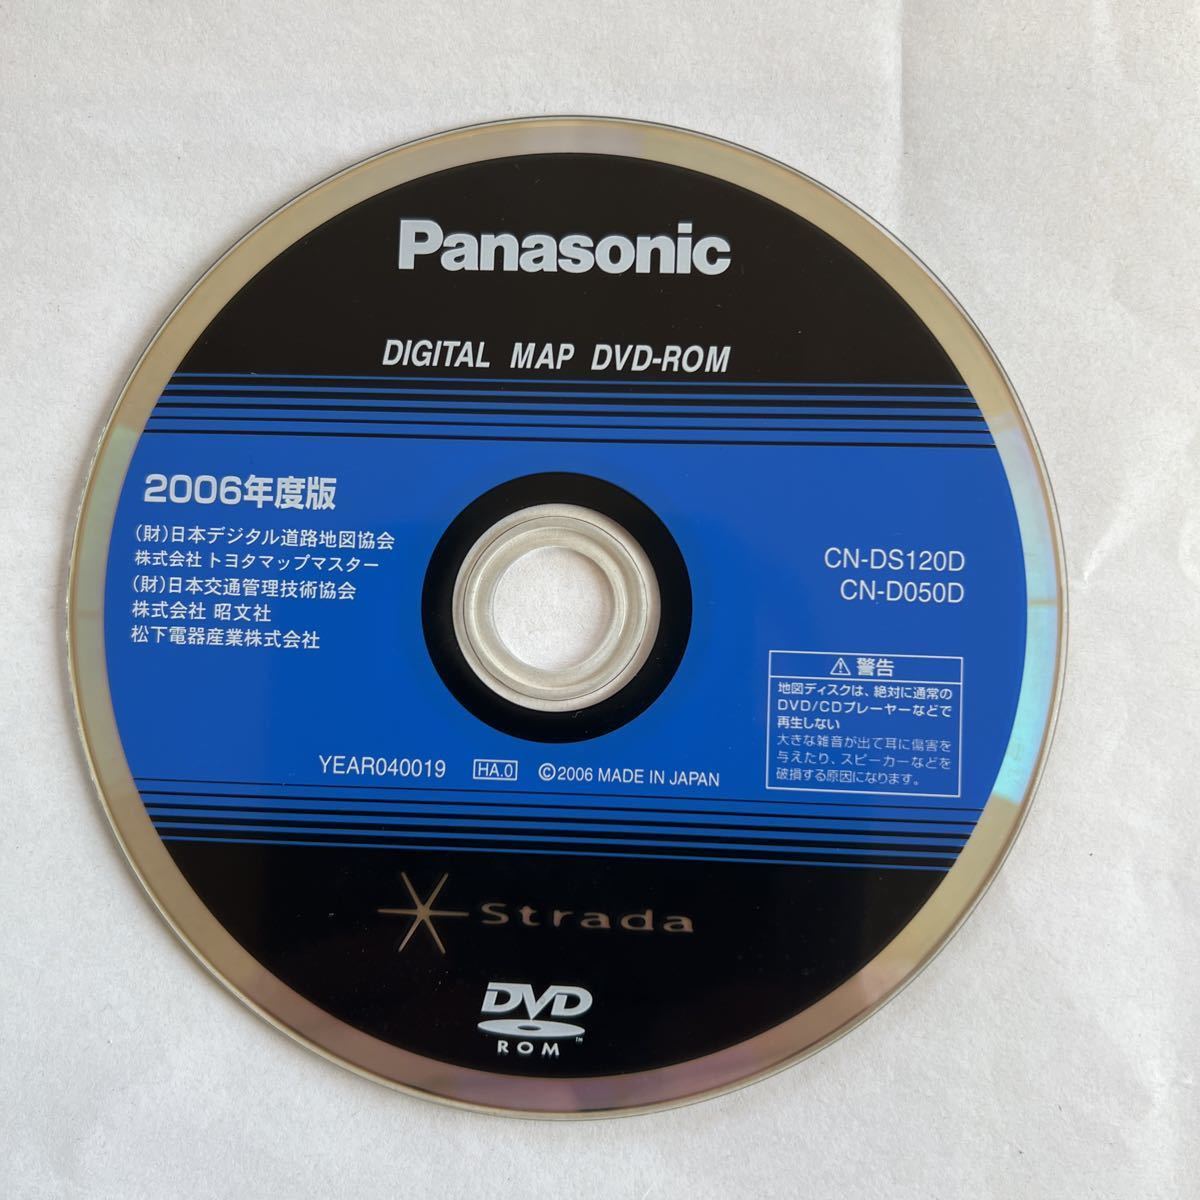 Panasonic
DIGITAL MAP DVD-ROM
2006年度版
(財)日本デジタル道路地図協会
株式会社 トヨタマップマスター
(財)日本交通管理技術協会
株式会社 昭文社
松下電器産業株式会社
CN-DS120D
CN-D050D
⚠警告
地図ディスクは、絶対に通常の
DVD/CDプレーヤーなどで
再生しない
大きな雑音が出て耳に傷害を
与えたり、スピーカーなどを
破損する原因になります。
YEAR040019 HA.0 ©2006 MADE IN JAPAN
Strada
DVD
ROM ™